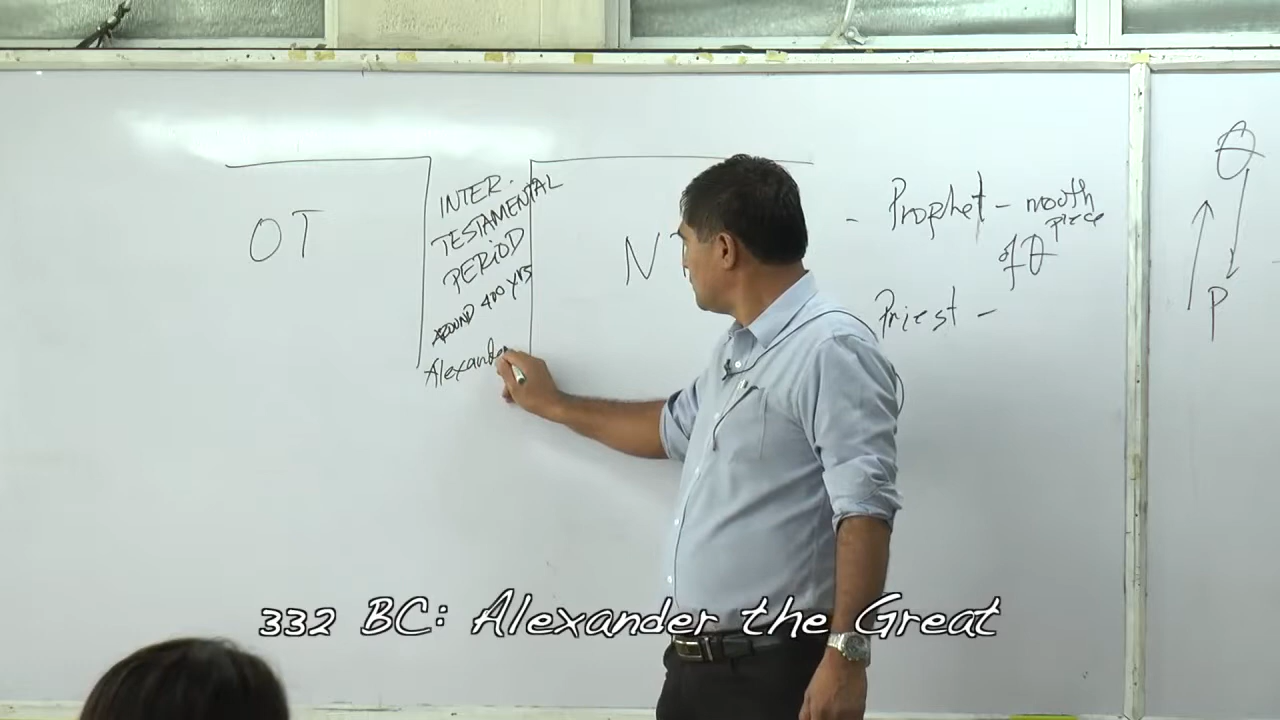 OT
INTER-
TESTAMENTAL
PERIOD
AROUND 400 YRS
Alexander
N
- Prophet - mouth
piece
of θ
Priest -
θ
P
332 BC: Alexander the Great